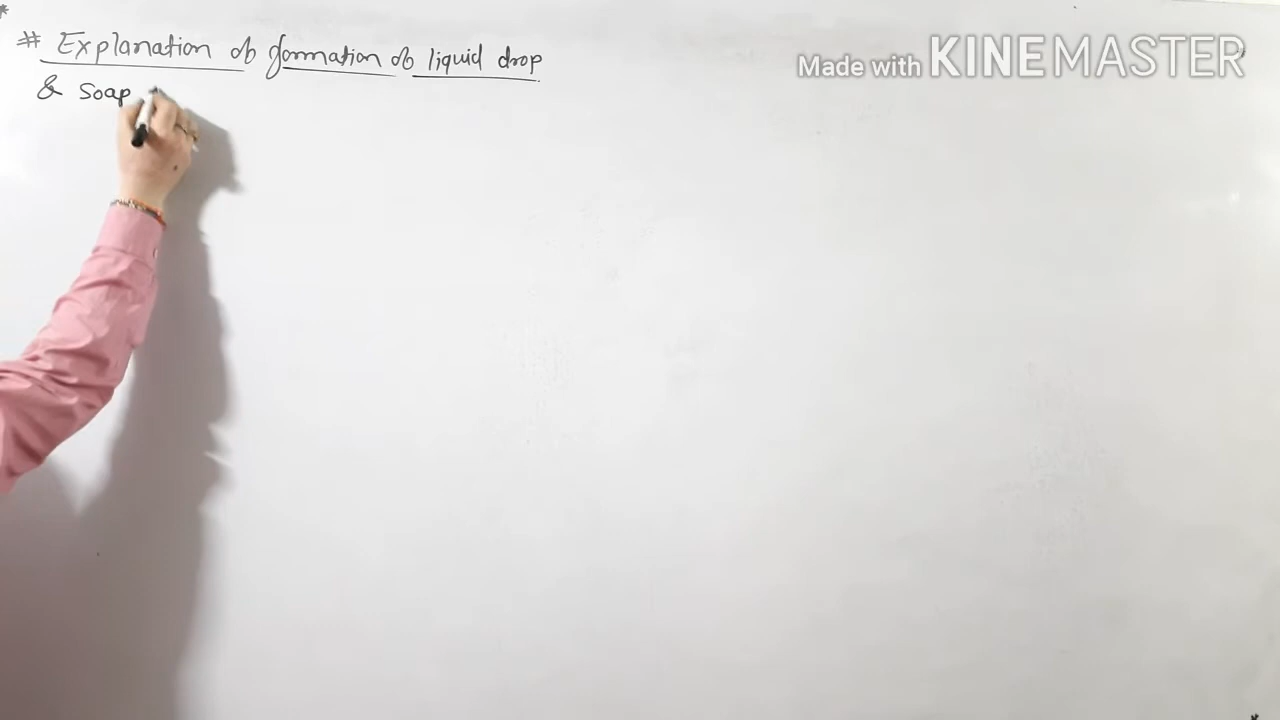 # Explanation of formation of liquid drop
& Soap
Made with KINEMASTER